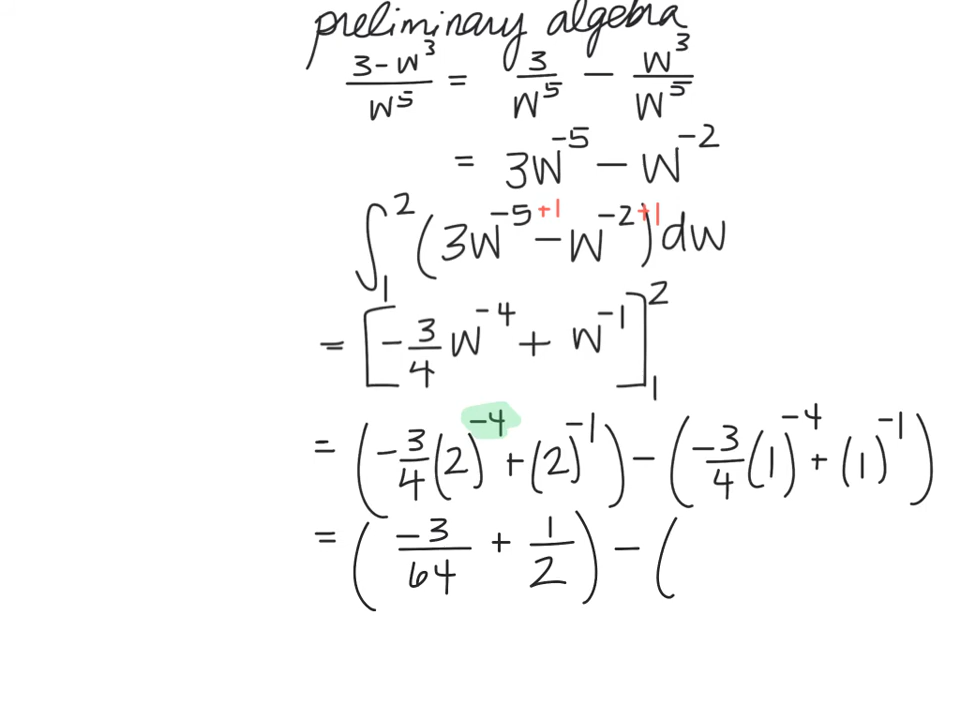 preliminary algebra
(3-w^3)/w^5 = 3/w^5 - w^3/w^5
= 3w^-5 - w^-2
∫_1^2 (3w^-5 +1 - w^-2) +1 dw
= [-3/4 w^-4 + w^-1]_1^2
= (-3/4 (2)^-4 + (2)^-1) - (-3/4 (1)^-4 + (1)^-1)
= (-3/64 + 1/2) - (